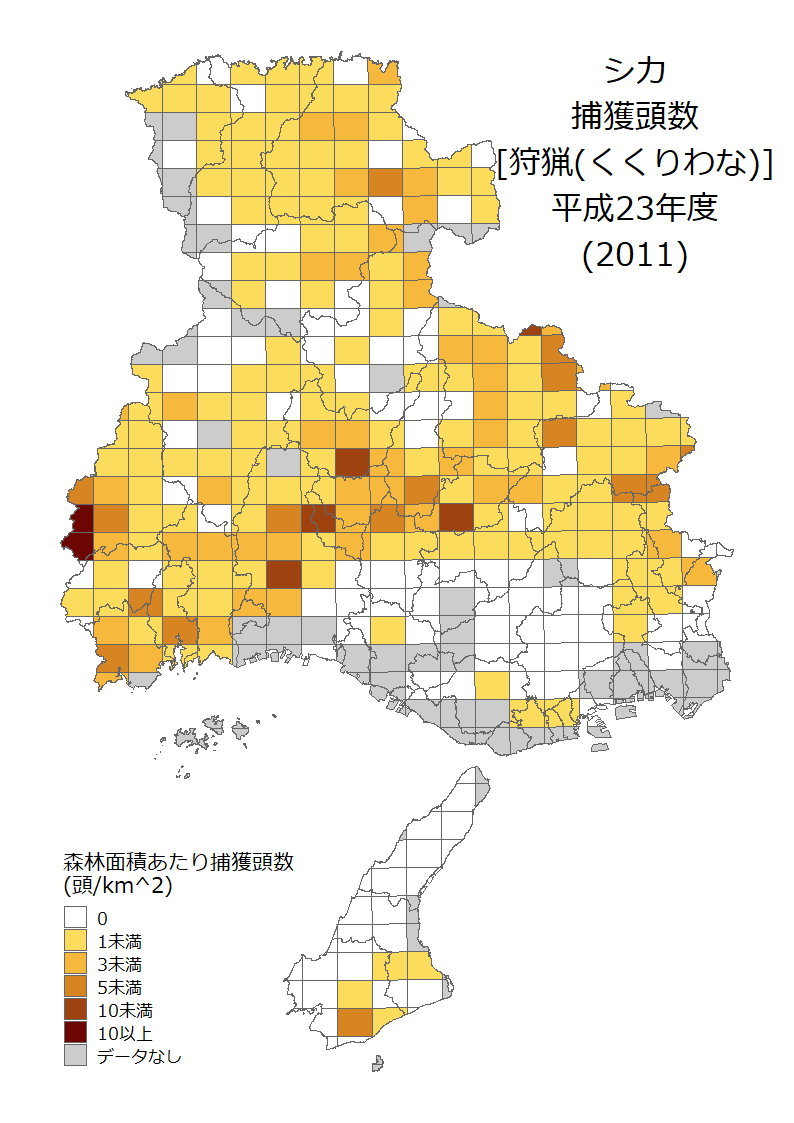 シカ
捕獲頭数
[狩猟(くくりわな)]
平成23年度
(2011)
森林面積あたり捕獲頭数
(頭/km^2)
0
1未満
3未満
5未満
10未満
10以上
データなし